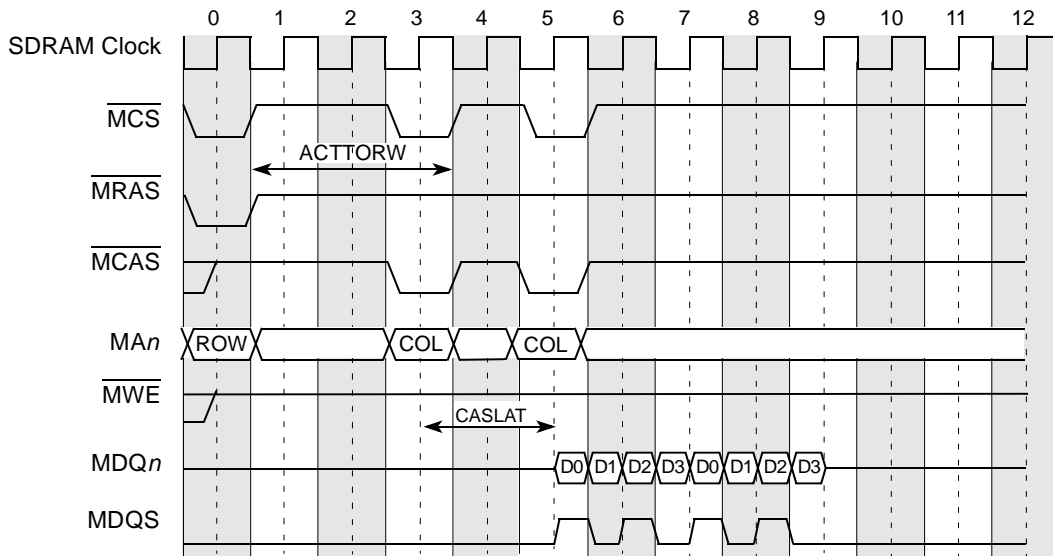 0 1 2 3 4 5 6 7 8 9 10 11 12
SDRAM Clock
MCS
ACTTORW
MRAS
MCAS
MAn ROW COL COL
MWE
CASLAT
MDQn D0 D1 D2 D3 D0 D1 D2 D3
MDQS